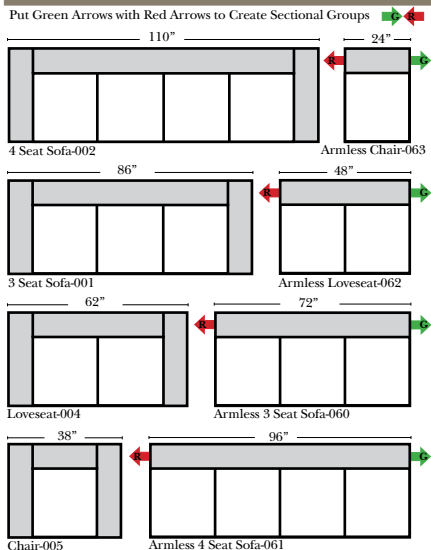 Put Green Arrows with Red Arrows to Create Sectional Groups G R
110" 24"
R G
4 Seat Sofa-002 Armless Chair-063
86" 48"
R G
3 Seat Sofa-001 Armless Loveseat-062
62" 72"
R G
Loveseat-004 Armless 3 Seat Sofa-060
38" 96"
R G
Chair-005 Armless 4 Seat Sofa-061